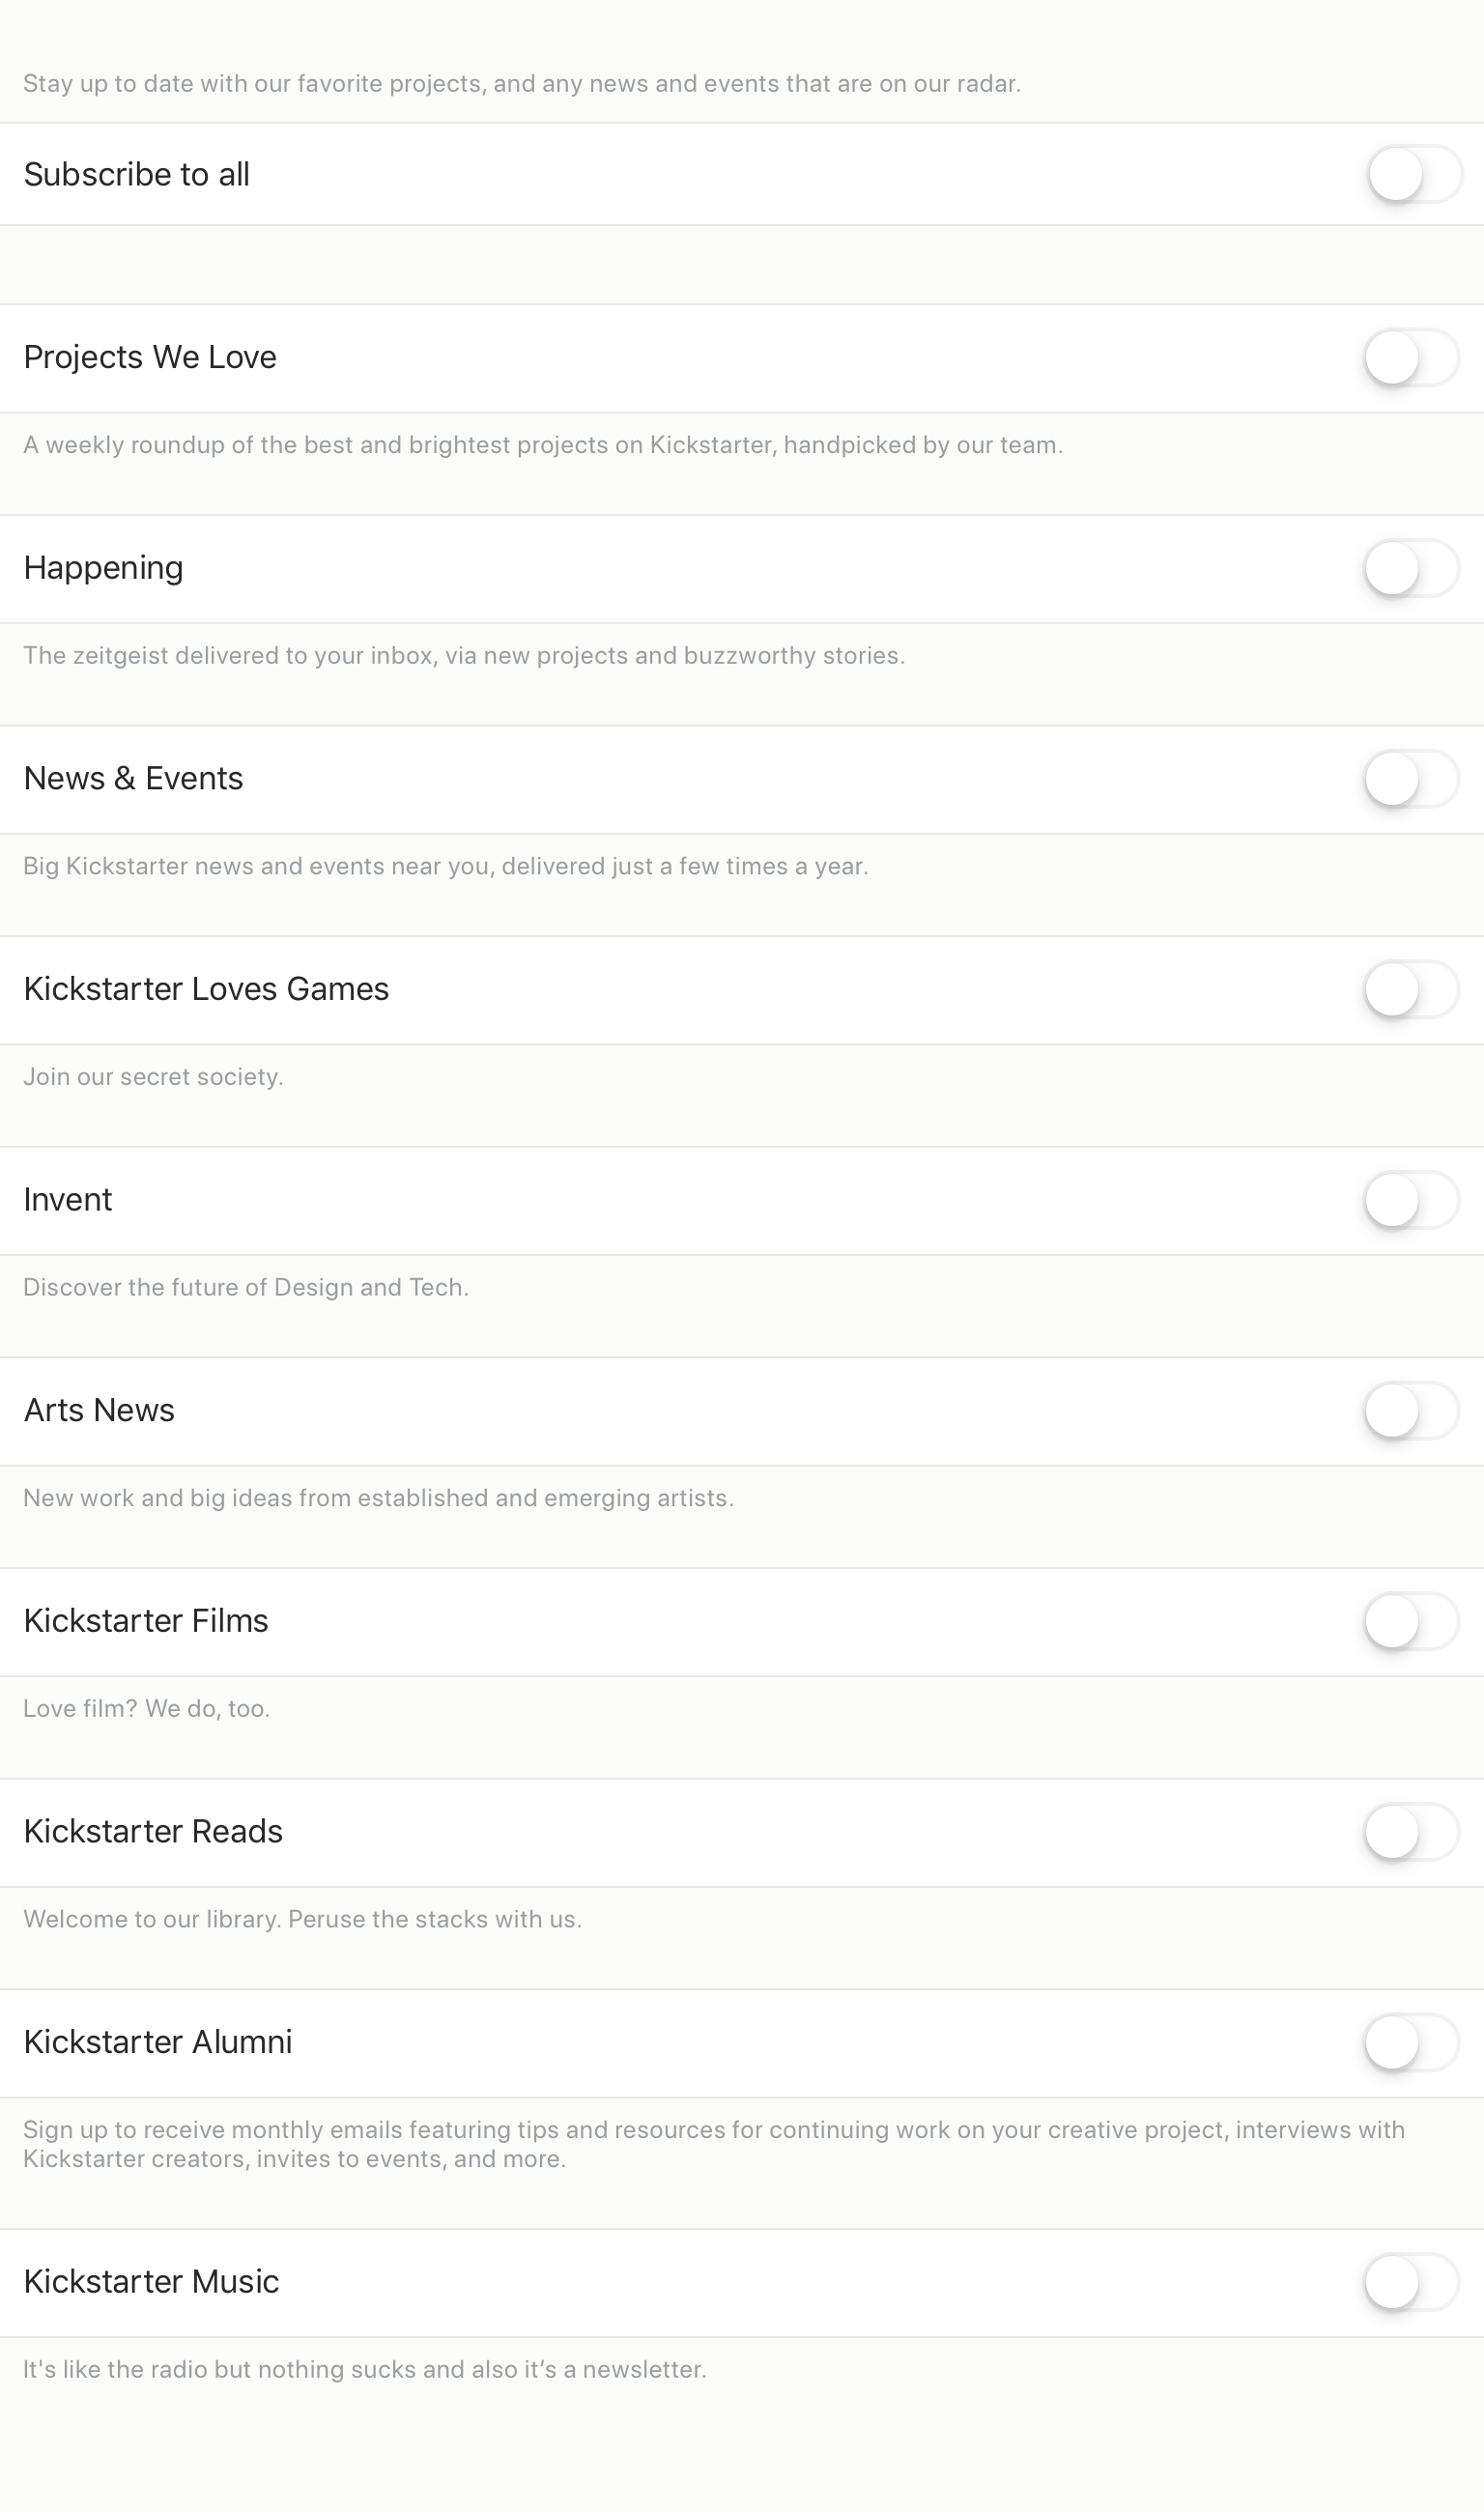 Stay up to date with our favorite projects, and any news and events that are on our radar.
Subscribe to all
Projects We Love
A weekly roundup of the best and brightest projects on Kickstarter, handpicked by our team.
Happening
The zeitgeist delivered to your inbox, via new projects and buzzworthy stories.
News & Events
Big Kickstarter news and events near you, delivered just a few times a year.
Kickstarter Loves Games
Join our secret society.
Invent
Discover the future of Design and Tech.
Arts News
New work and big ideas from established and emerging artists.
Kickstarter Films
Love film? We do, too.
Kickstarter Reads
Welcome to our library. Peruse the stacks with us.
Kickstarter Alumni
Sign up to receive monthly emails featuring tips and resources for continuing work on your creative project, interviews with
Kickstarter creators, invites to events, and more.
Kickstarter Music
It's like the radio but nothing sucks and also it’s a newsletter.